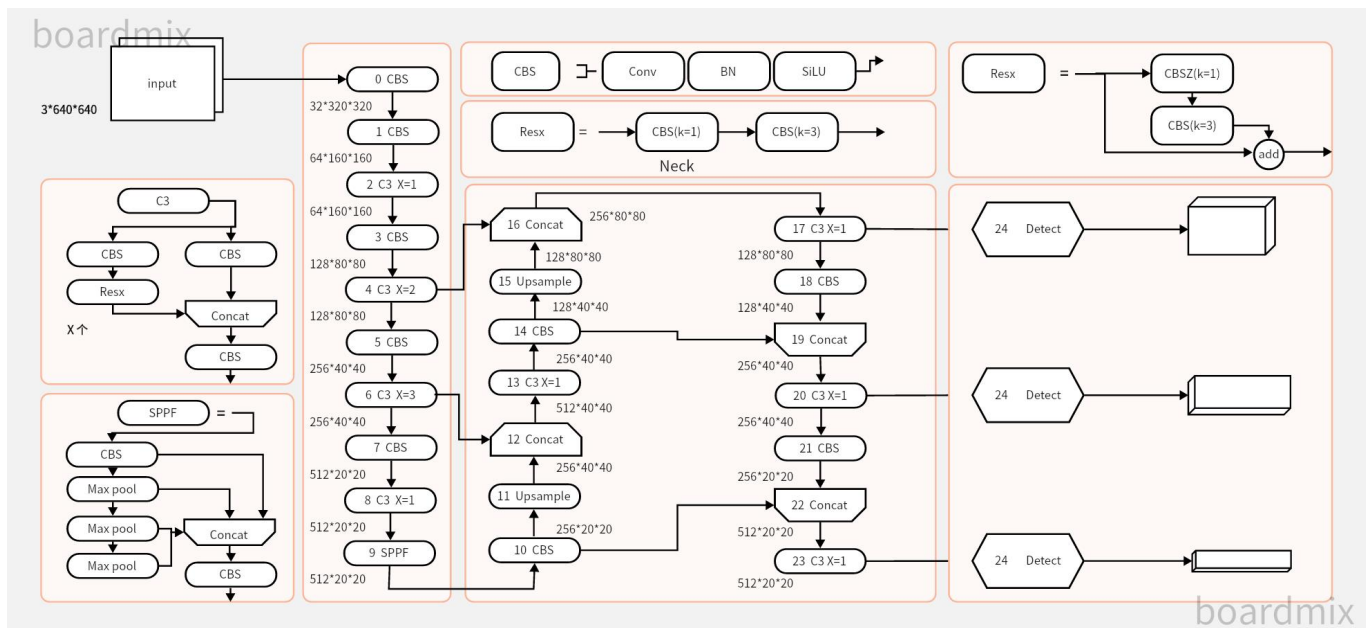 boardmix
input
3*640*640
0 CBS
32*320*320
1 CBS
64*160*160
2 C3 X=1
64*160*160
3 CBS
128*80*80
4 C3 X=2
128*80*80
5 CBS
256*40*40
6 C3 X=3
256*40*40
7 CBS
512*20*20
8 C3 X=1
512*20*20
9 SPPF
512*20*20
C3
CBS
CBS
Resx
X个
Concat
CBS
SPPF =
CBS
Max pool
Max pool
Max pool
Concat
CBS
CBS
Conv
BN
SiLU
Resx =
CBS(k=1)
CBS(k=3)
Neck
Resx =
CBSZ(k=1)
CBS(k=3)
add
16 Concat
256*80*80
128*80*80
15 Upsample
128*40*40
14 CBS
256*40*40
13 C3 X=1
512*40*40
12 Concat
256*40*40
11 Upsample
256*20*20
10 CBS
17 C3 X=1
128*80*80
18 CBS
128*40*40
19 Concat
256*40*40
20 C3 X=1
256*40*40
21 CBS
256*20*20
22 Concat
512*20*20
23 C3 X=1
512*20*20
24 Detect
24 Detect
24 Detect
boardmix